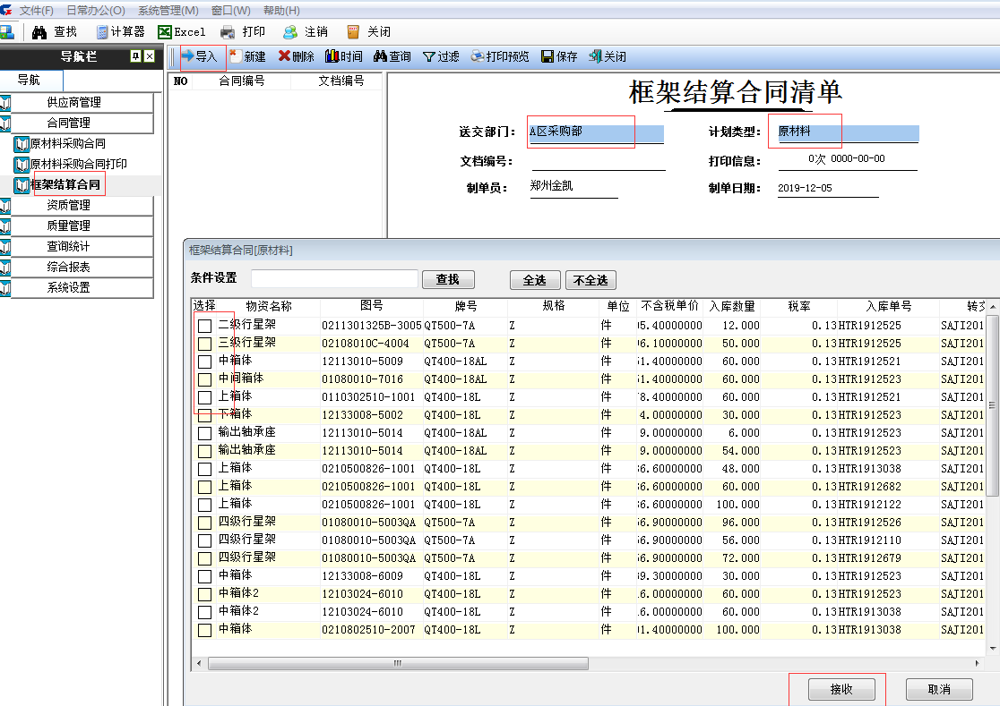 文件(F) 日常办公(O) 系统管理(M) 窗口(W) 帮助(H)
查找 计算器 Excel 打印 注销 关闭
导航栏
导航
供应商管理
合同管理
原材料采购合同
原材料采购合同打印
框架结算合同
资质管理
质量管理
查询统计
综合报表
系统设置
导入 新建 删除 时间 查询 过滤 打印预览 保存 关闭
NO 合同编号 文档编号
框架结算合同清单
送交部门: A区采购部 计划类型: 原材料
文档编号: 打印信息: 0次 0000-00-00
制单员: 郑州金凯 制单日期: 2019-12-05
框架结算合同[原材料]
条件设置 查找 全选 不全选
选择 物资名称 图号 牌号 规格 单位 不含税单价 入库数量 税率 入库单号 转交
二级行星架 0211301325B-3005 QT500-7A Z 件 05.40000000 12.000 0.13 HTR1912525 SAJI201
三级行星架 02108010C-4004 QT500-7A Z 件 06.10000000 50.000 0.13 HTR1912525 SAJI201
中箱体 12113010-5009 QT400-18AL Z 件 51.40000000 60.000 0.13 HTR1912521 SAJI201
中间箱体 01080010-7016 QT400-18AL Z 件 51.40000000 60.000 0.13 HTR1912523 SAJI201
上箱体 0110302510-1001 QT400-18L Z 件 78.40000000 60.000 0.13 HTR1912521 SAJI201
下箱体 12133008-5002 QT400-18L Z 件 4.00000000 30.000 0.13 HTR1912523 SAJI201
输出轴承座 12113010-5014 QT400-18AL Z 件 9.00000000 6.000 0.13 HTR1912523 SAJI201
输出轴承座 12113010-5014 QT400-18AL Z 件 9.00000000 54.000 0.13 HTR1912523 SAJI201
上箱体 0210500826-1001 QT400-18L Z 件 36.60000000 48.000 0.13 HTR1913038 SAJI201
上箱体 0210500826-1001 QT400-18L Z 件 36.60000000 60.000 0.13 HTR1912682 SAJI201
上箱体 0210500826-1001 QT400-18L Z 件 36.60000000 100.000 0.13 HTR1912122 SAJI201
四级行星架 01080010-5003QA QT500-7A Z 件 56.90000000 96.000 0.13 HTR1912526 SAJI201
四级行星架 01080010-5003QA QT500-7A Z 件 56.90000000 56.000 0.13 HTR1912110 SAJI201
四级行星架 01080010-5003QA QT500-7A Z 件 56.90000000 72.000 0.13 HTR1912679 SAJI201
中箱体 12133008-6009 QT400-18L Z 件 39.30000000 30.000 0.13 HTR1912523 SAJI201
中箱体2 12103024-6010 QT400-18L Z 件 16.00000000 60.000 0.13 HTR1912523 SAJI201
中箱体2 12103024-6010 QT400-18L Z 件 16.00000000 60.000 0.13 HTR1913038 SAJI201
中箱体 0210802510-2007 QT400-18L Z 件 01.40000000 100.000 0.13 HTR1913038 SAJI201
接收 取消